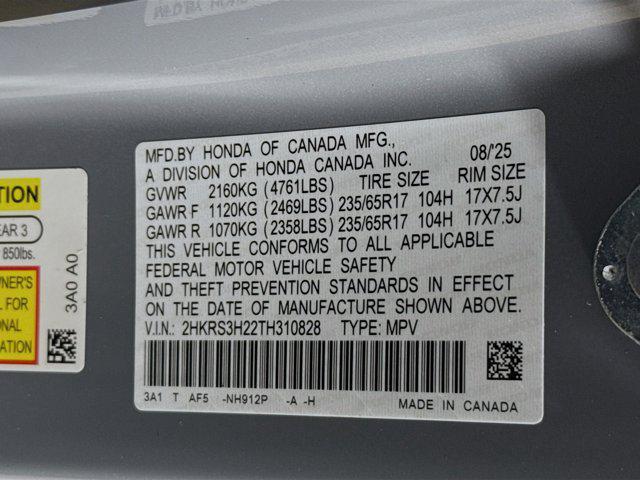 MFD.BY HONDA OF CANADA MFG., 08/'25
A DIVISION OF HONDA CANADA INC.
GVWR 2160KG (4761LBS) TIRE SIZE RIM SIZE
GAWR F 1120KG (2469LBS) 235/65R17 104H 17X7.5J
GAWR R 1070KG (2358LBS) 235/65R17 104H 17X7.5J
THIS VEHICLE CONFORMS TO ALL APPLICABLE
FEDERAL MOTOR VEHICLE SAFETY
AND THEFT PREVENTION STANDARDS IN EFFECT
ON THE DATE OF MANUFACTURE SHOWN ABOVE.
V.I.N.: 2HKRS3H22TH310828 TYPE: MPV
3A1 T AF5 -NH912P -A -H
MADE IN CANADA
TION
EAR 3
850lbs.
3A0 A0
WNER'S
L FOR
ONAL
ATION